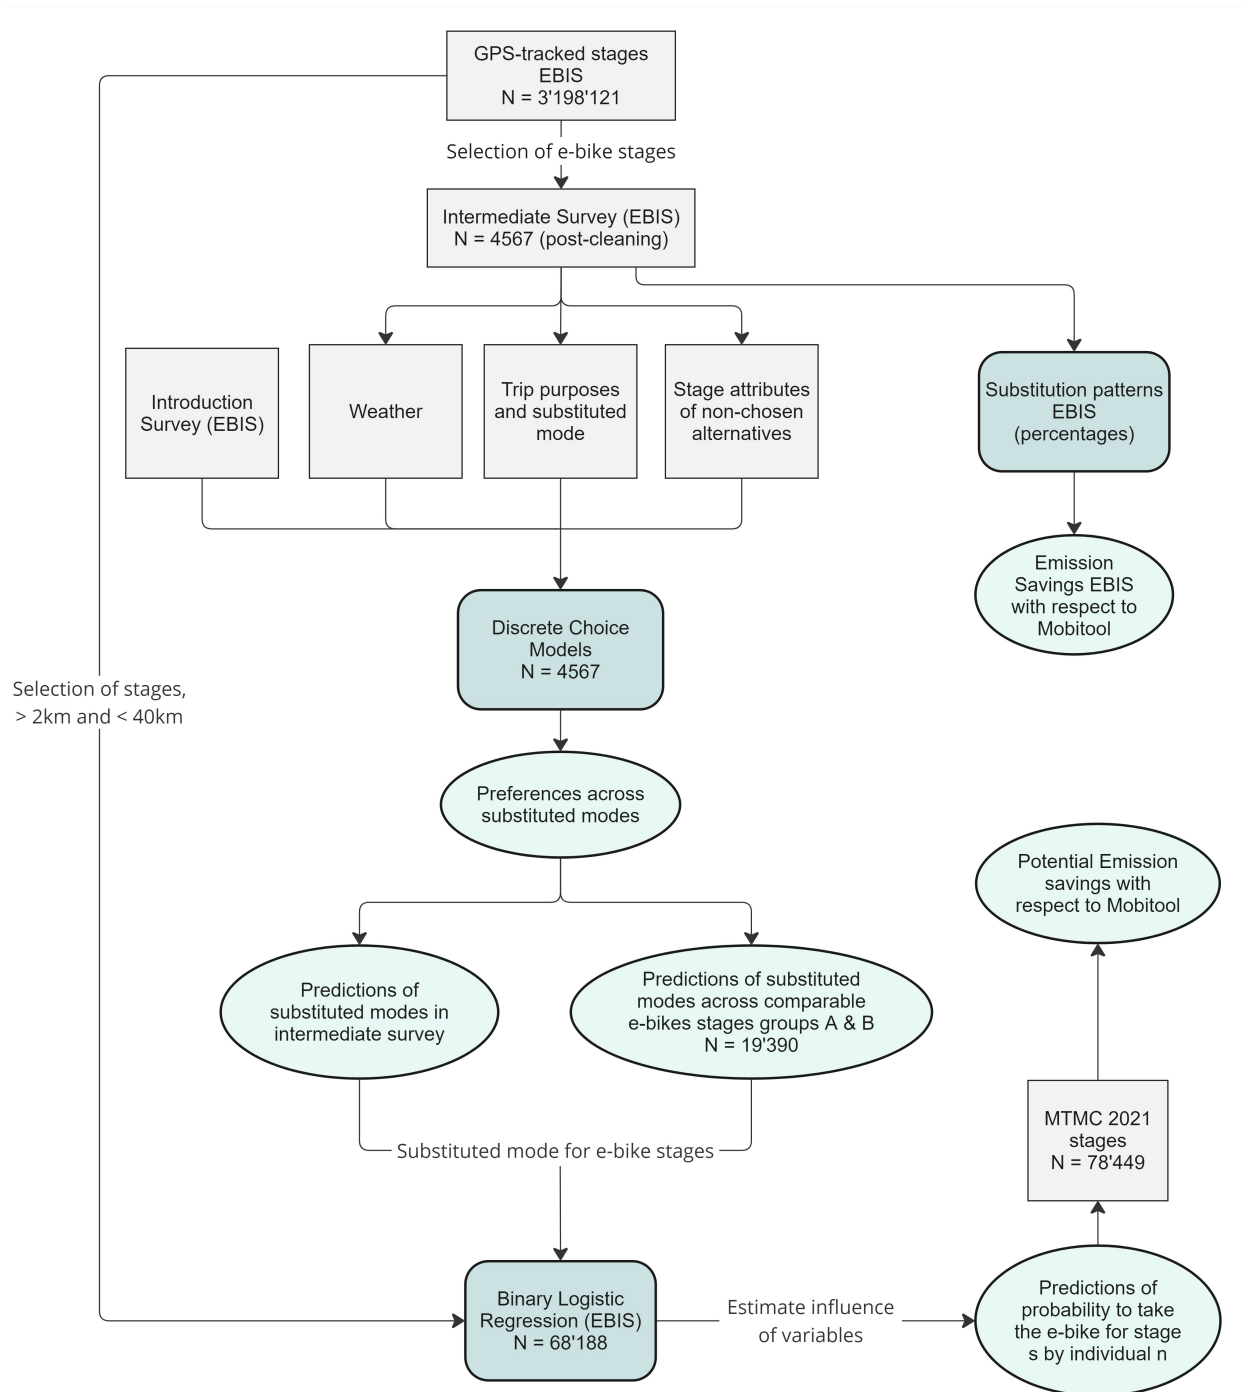 GPS-tracked stages
EBIS
N = 3'198'121
Selection of e-bike stages
Intermediate Survey (EBIS)
N = 4567 (post-cleaning)
Introduction
Survey (EBIS)
Weather
Trip purposes
and substituted
mode
Stage attributes
of non-chosen
alternatives
Substitution patterns
EBIS
(percentages)
Emission
Savings EBIS
with respect to
Mobitool
Discrete Choice
Models
N = 4567
Selection of stages,
> 2km and < 40km
Preferences across
substituted modes
Potential Emission
savings with
respect to Mobitool
Predictions of
substituted modes in
intermediate survey
Predictions of substituted
modes across comparable
e-bikes stages groups A & B
N = 19'390
MTMC 2021
stages
N = 78'449
Substituted mode for e-bike stages
Binary Logistic
Regression (EBIS)
N = 68'188
Estimate influence
of variables
Predictions of
probability to take
the e-bike for stage
s by individual n